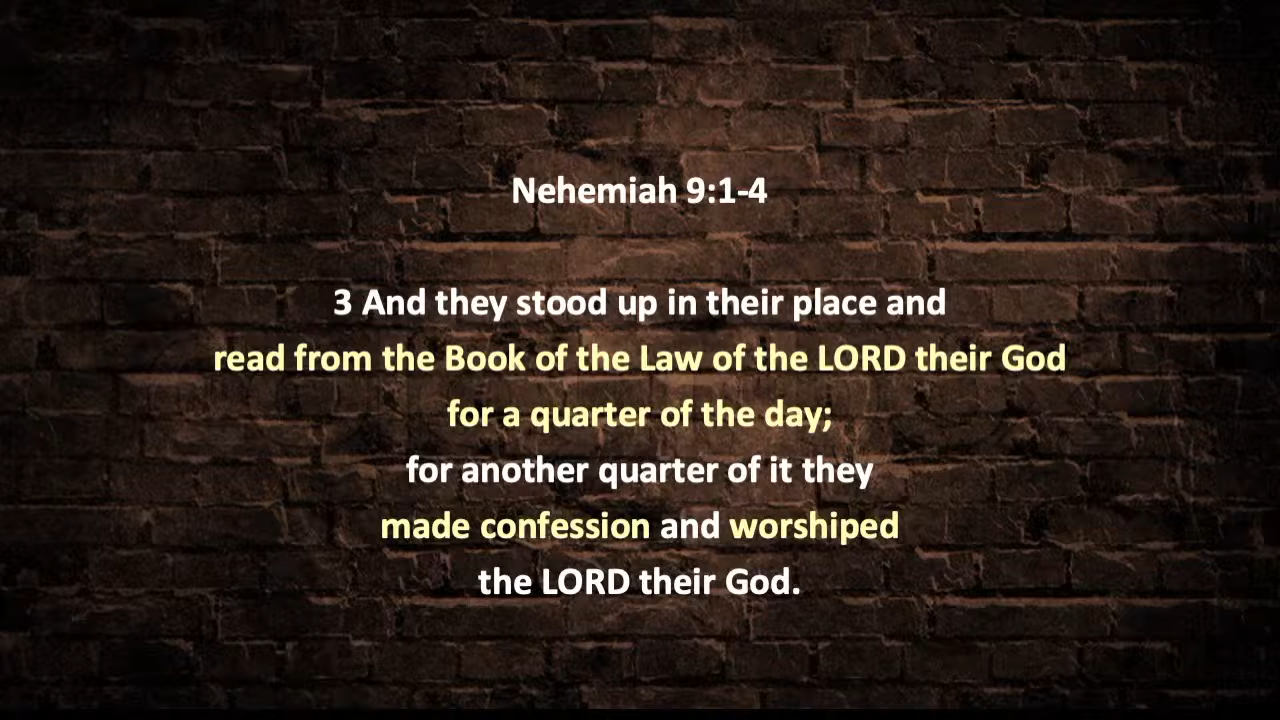 Nehemiah 9:1-4
3 And they stood up in their place and
read from the Book of the Law of the LORD their God
for a quarter of the day;
for another quarter of it they
made confession and worshiped
the LORD their God.